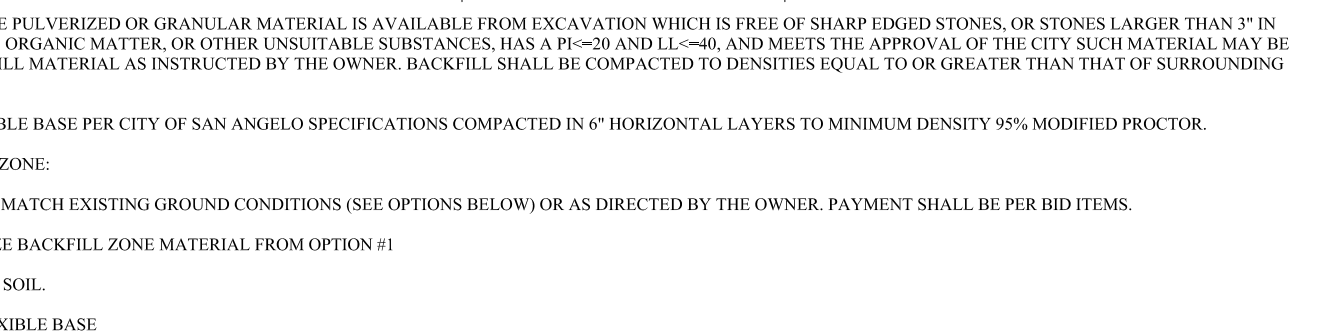 E PULVERIZED OR GRANULAR MATERIAL IS AVAILABLE FROM EXCAVATION WHICH IS FREE OF SHARP EDGED STONES, OR STONES LARGER THAN 3" IN
ORGANIC MATTER, OR OTHER UNSUITABLE SUBSTANCES, HAS A PI<=20 AND LL<=40, AND MEETS THE APPROVAL OF THE CITY SUCH MATERIAL MAY BE
ILL MATERIAL AS INSTRUCTED BY THE OWNER. BACKFILL SHALL BE COMPACTED TO DENSITIES EQUAL TO OR GREATER THAN THAT OF SURROUNDING
BLE BASE PER CITY OF SAN ANGELO SPECIFICATIONS COMPACTED IN 6" HORIZONTAL LAYERS TO MINIMUM DENSITY 95% MODIFIED PROCTOR.
ZONE:
MATCH EXISTING GROUND CONDITIONS (SEE OPTIONS BELOW) OR AS DIRECTED BY THE OWNER. PAYMENT SHALL BE PER BID ITEMS.
ZE BACKFILL ZONE MATERIAL FROM OPTION #1
SOIL.
XIBLE BASE